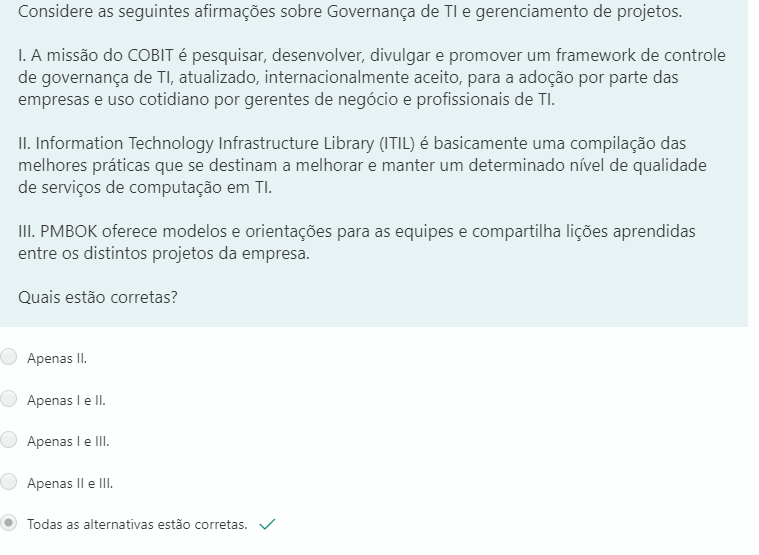 Considere as seguintes afirmações sobre Governança de TI e gerenciamento de projetos.
I. A missão do COBIT é pesquisar, desenvolver, divulgar e promover um framework de controle
de governança de TI, atualizado, internacionalmente aceito, para a adoção por parte das
empresas e uso cotidiano por gerentes de negócio e profissionais de TI.
II. Information Technology Infrastructure Library (ITIL) é basicamente uma compilação das
melhores práticas que se destinam a melhorar e manter um determinado nível de qualidade
de serviços de computação em TI.
III. PMBOK oferece modelos e orientações para as equipes e compartilha lições aprendidas
entre os distintos projetos da empresa.
Quais estão corretas?
Apenas II.
Apenas I e II.
Apenas I e III.
Apenas II e III.
Todas as alternativas estão corretas.